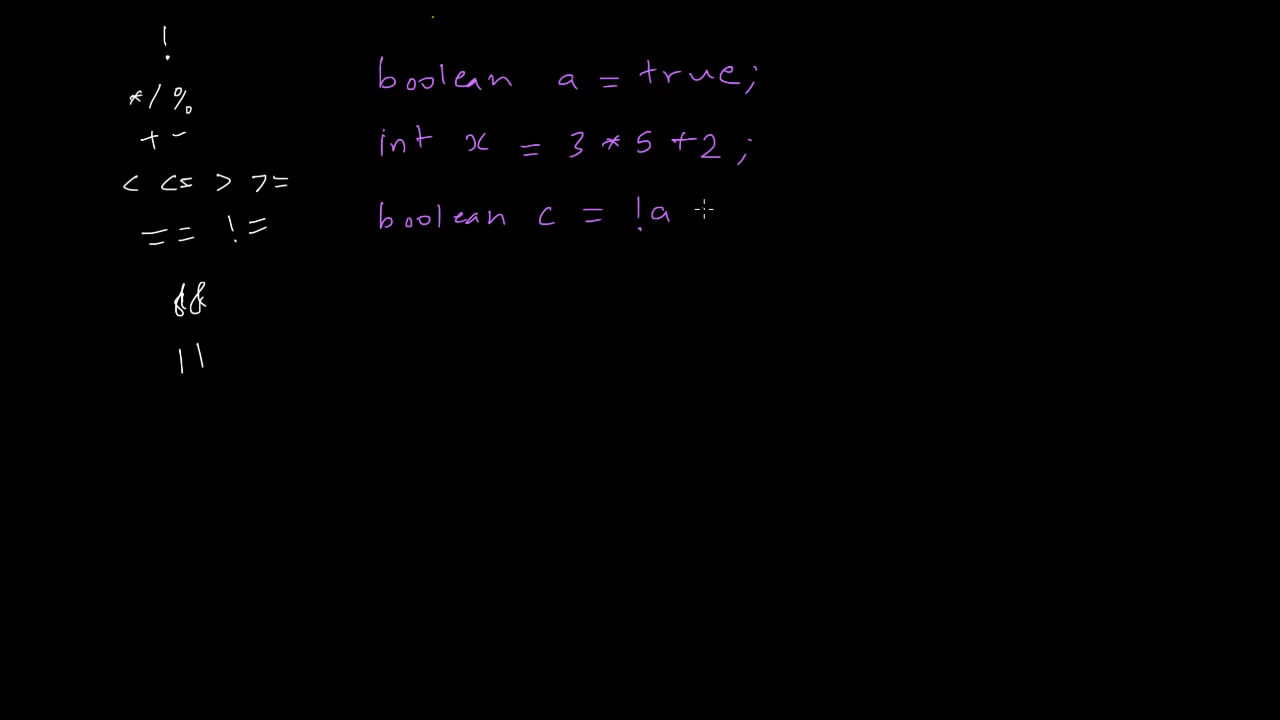 !
* / %
+ -
< <= > >=
== !=
&&
||
boolean a = true;
int x = 3 * 5 + 2;
boolean c = !a